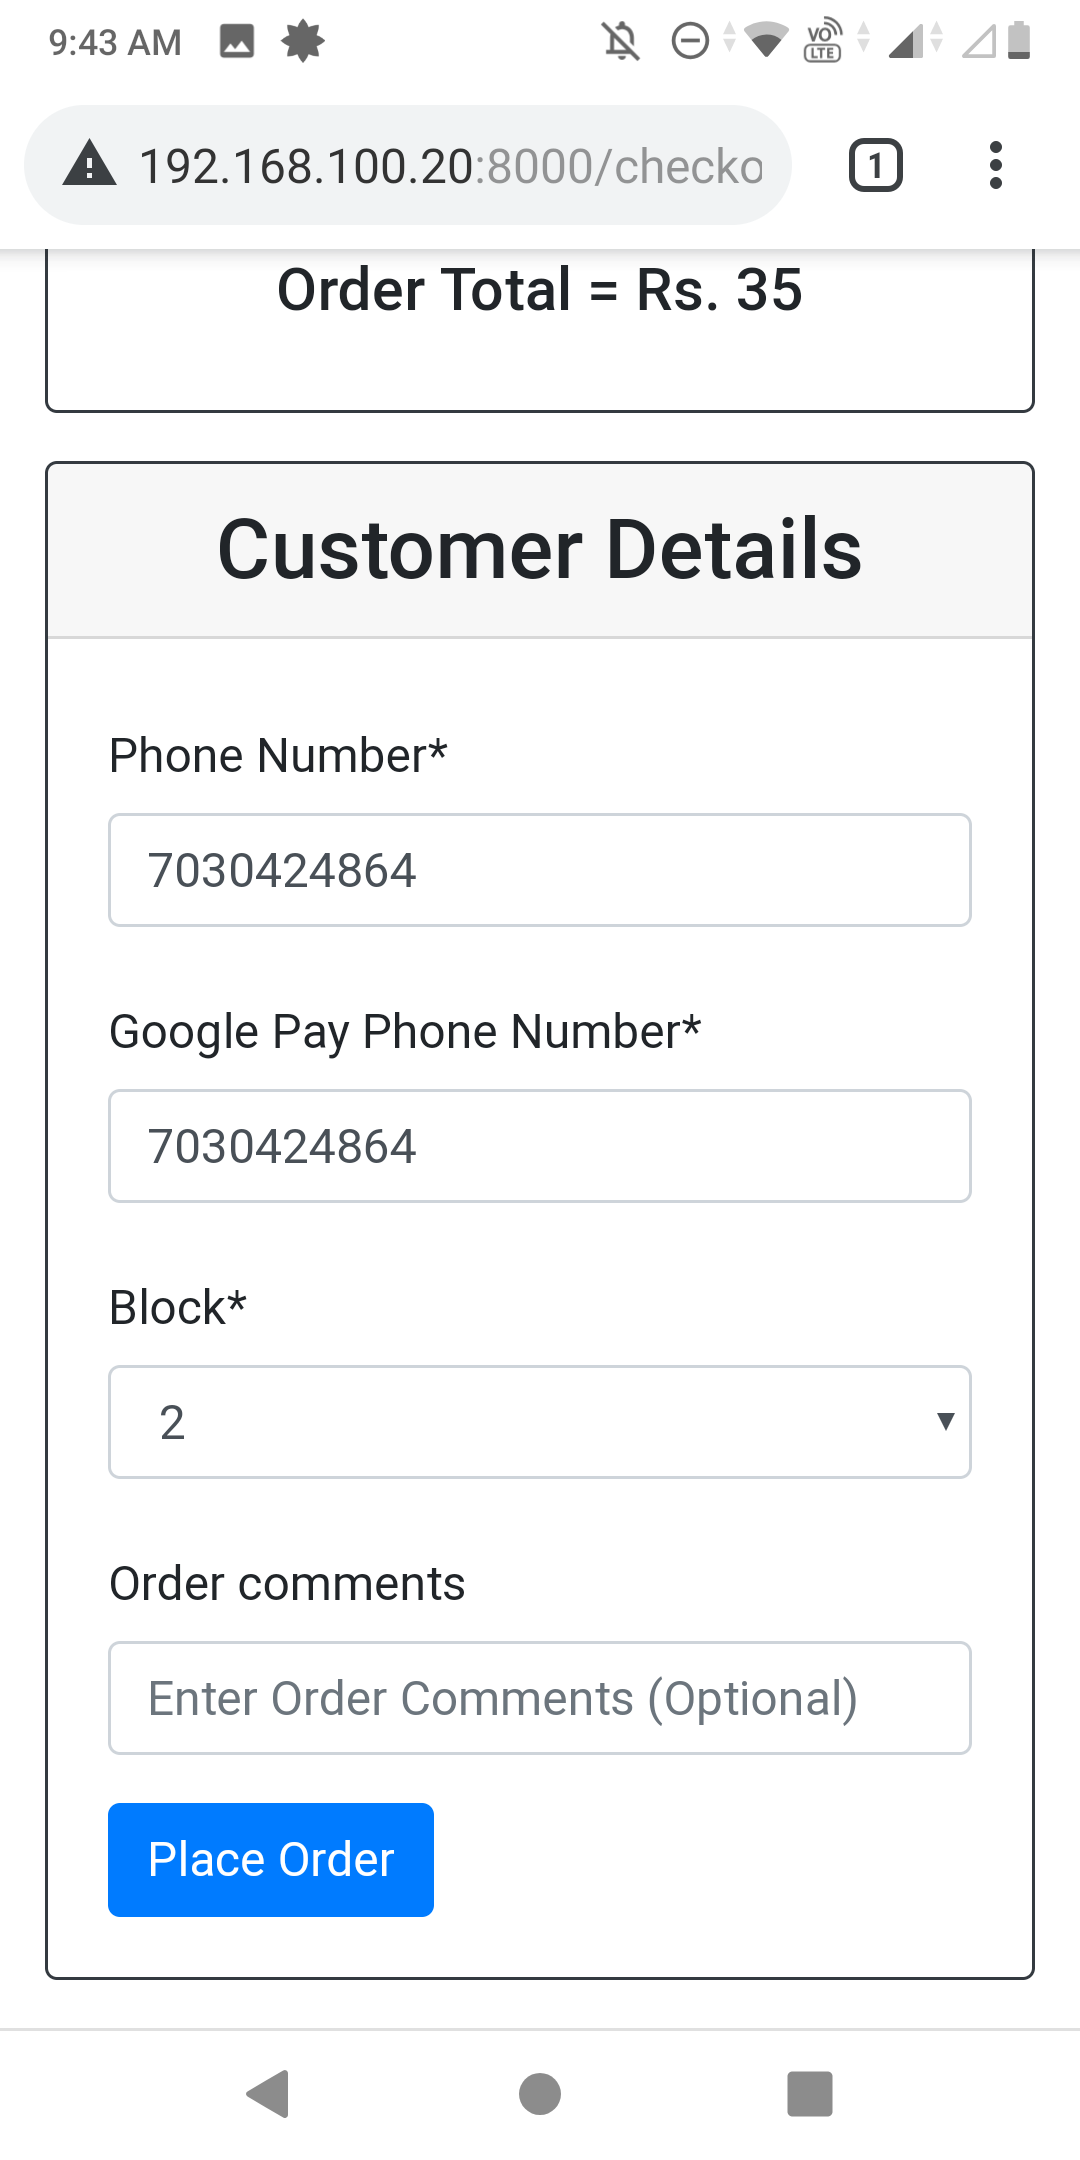 9:43 AM
VO LTE
192.168.100.20:8000/checko
1
Order Total = Rs. 35
Customer Details
Phone Number*
7030424864
Google Pay Phone Number*
7030424864
Block*
2
Order comments
Enter Order Comments (Optional)
Place Order